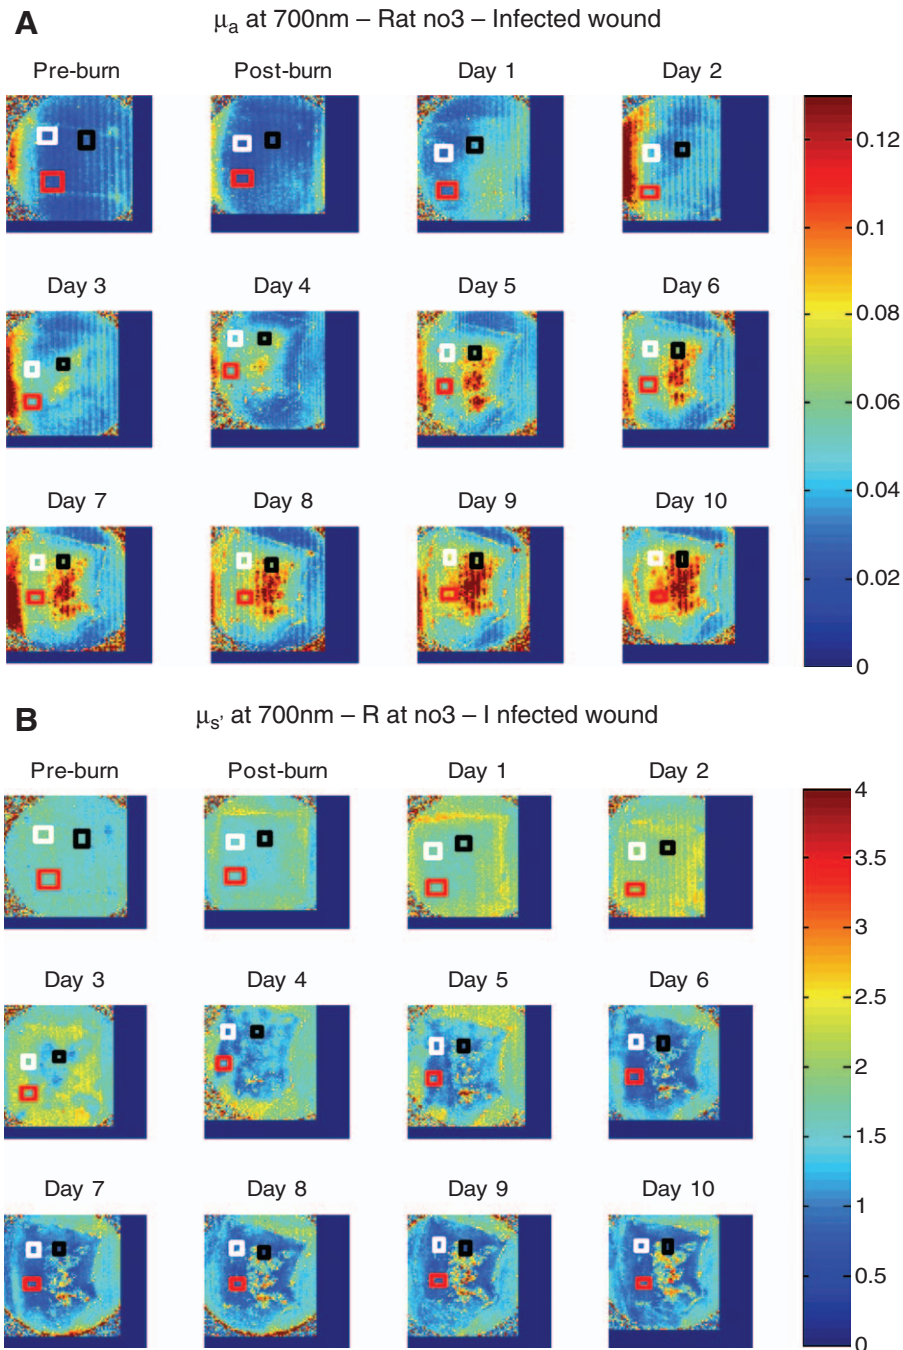 A
μa at 700nm – Rat no3 – Infected wound
Pre-burn Post-burn Day 1 Day 2
0.12
0.1
Day 3 Day 4 Day 5 Day 6
0.08
0.06
0.04
Day 7 Day 8 Day 9 Day 10
0.02
0
B
μs' at 700nm – R at no3 – I nfected wound
Pre-burn Post-burn Day 1 Day 2
4
3.5
3
Day 3 Day 4 Day 5 Day 6
2.5
2
1.5
Day 7 Day 8 Day 9 Day 10
1
0.5
0